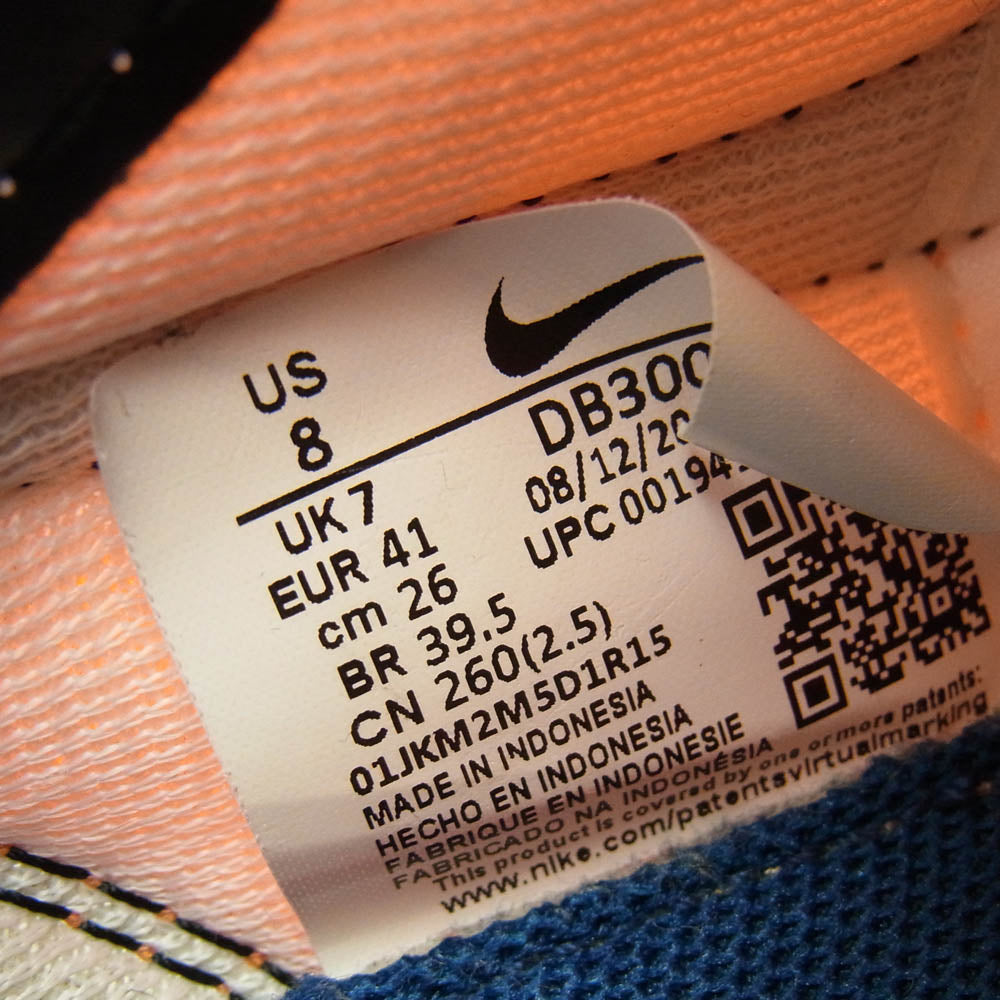 US
8
UK 7
EUR 41
cm 26
BR 39.5
CN 260(2.5)
01JKM2M5D1R15
MADE IN INDONESIA
HECHO EN INDONESIA
FABRIQUE EN INDONESIE
FABRICADO NA INDONÉSIA
This product is covered by one or more patents:
www.nike.com/patentsvirtualmarking
DB300
08/12/20
UPC 00194